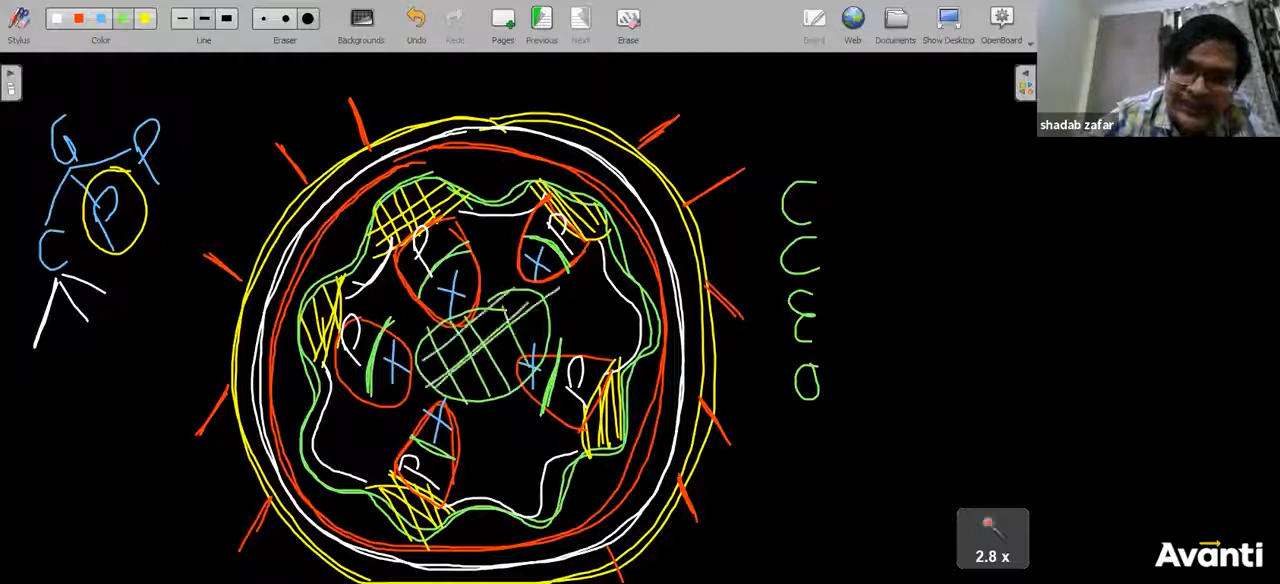 Stylus Color Line Eraser Backgrounds Undo Redo Pages Previous Next Erase Board Web Documents Show Desktop OpenBoard
shadab zafar
G P
P
C
P P
X X
P X X P
X
P
C
C
E
O
2.8 x
Avanti